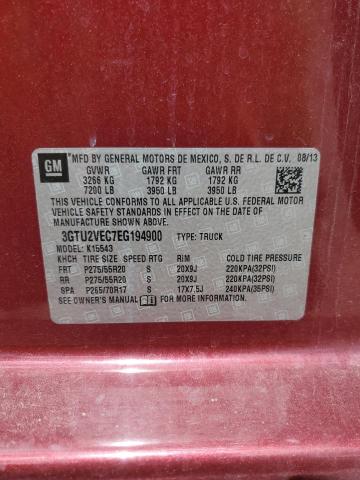 GM
MFD BY GENERAL MOTORS DE MEXICO, S. DE R.L. DE C.V. 08/13
GVWR GAWR FRT GAWR RR
3266 KG 1792 KG 1792 KG
7200 LB 3950 LB 3950 LB
THIS VEHICLE CONFORMS TO ALL APPLICABLE U.S. FEDERAL MOTOR
VEHICLE SAFETY AND THEFT PREVENTION STANDARDS IN EFFECT ON THE DATE OF
MANUFACTURE SHOWN ABOVE.
3GTU2VEC7EG194900 TYPE: TRUCK
MODEL: K15543
KHCH TIRE SIZE SPEED RTG RIM COLD TIRE PRESSURE
FRT P275/55R20 S 20X9J 220KPA(32PSI)
RR P275/55R20 S 20X9J 220KPA(32PSI)
SPA P265/70R17 S 17X7.5J 240KPA(35PSI)
SEE OWNER'S MANUAL FOR MORE INFORMATION.